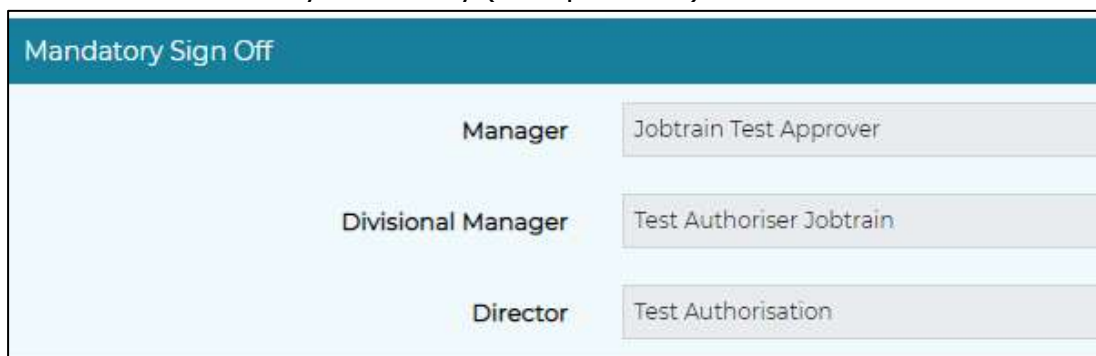 Mandatory Sign Off
Manager Jobtrain Test Approver
Divisional Manager Test Authoriser Jobtrain
Director Test Authorisation